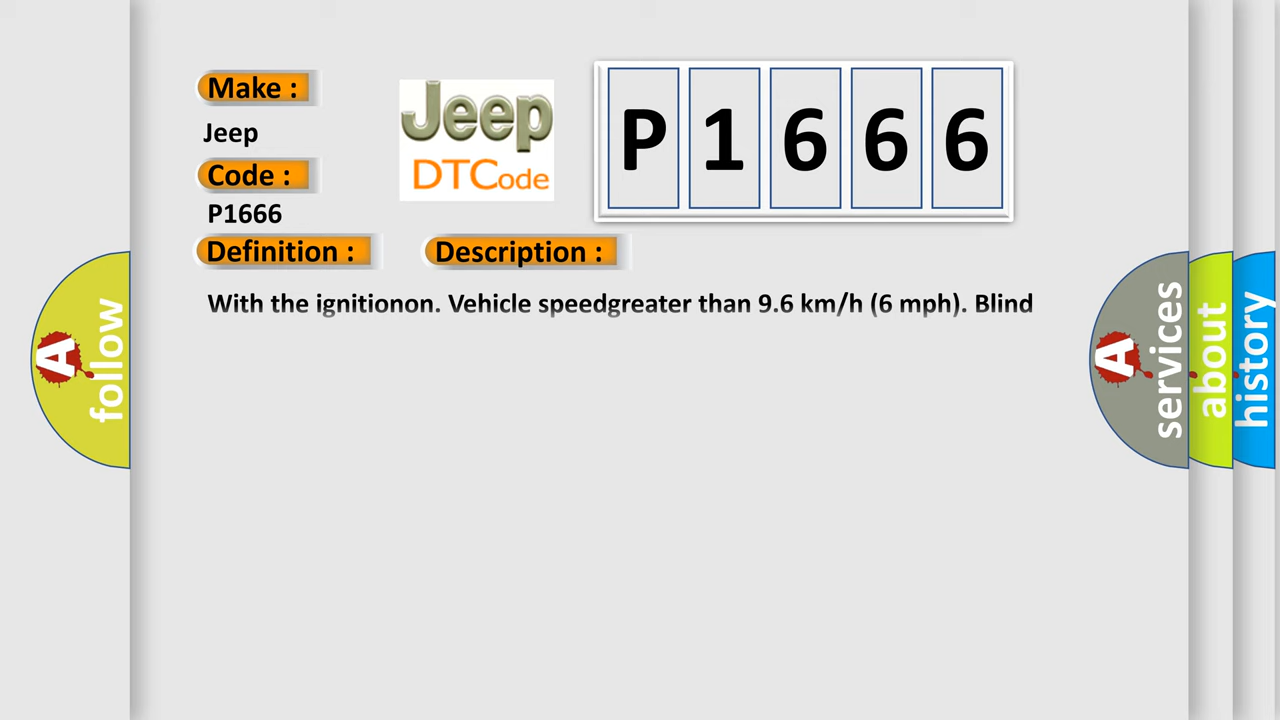 Make :
Jeep
Code :
P1666
Definition :
Description :
With the ignitionon. Vehicle speedgreater than 9.6 km/h (6 mph). Blind
Jeep
DTCode
P 1 6 6 6
A
follow
A
services
about
history